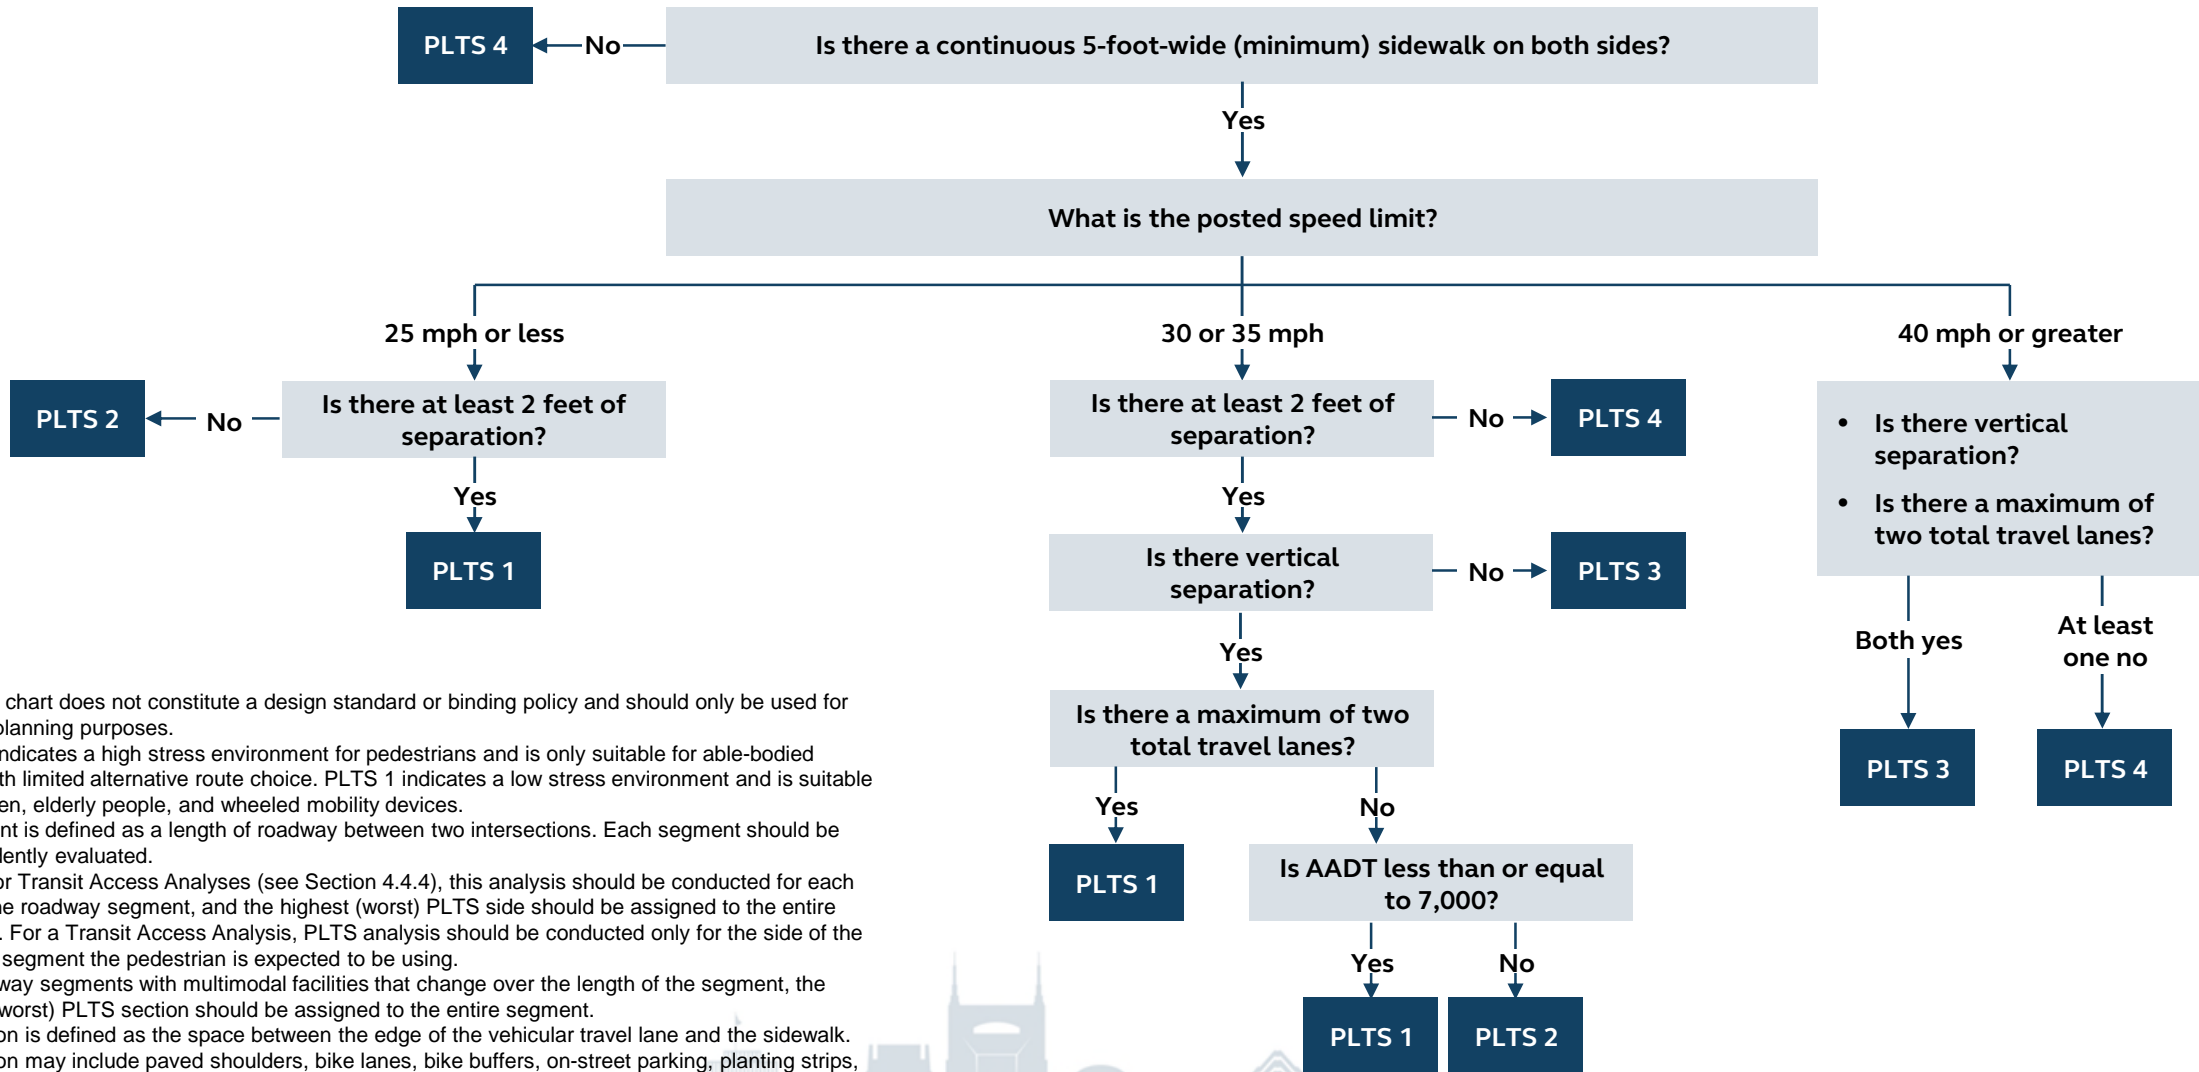 PLTS 4
No
Is there a continuous 5-foot-wide (minimum) sidewalk on both sides?
Yes
What is the posted speed limit?
25 mph or less
30 or 35 mph
40 mph or greater
PLTS 2
No
Is there at least 2 feet of
separation?
Yes
PLTS 1
Is there at least 2 feet of
separation?
No
PLTS 4
Yes
Is there vertical
separation?
No
PLTS 3
Yes
Is there a maximum of two
total travel lanes?
Yes
No
PLTS 1
Is AADT less than or equal
to 7,000?
Yes
No
PLTS 1
PLTS 2
• Is there vertical
separation?
• Is there a maximum of
two total travel lanes?
Both yes
At least
one no
PLTS 3
PLTS 4
chart does not constitute a design standard or binding policy and should only be used for
planning purposes.
indicates a high stress environment for pedestrians and is only suitable for able-bodied
limited alternative route choice. PLTS 1 indicates a low stress environment and is suitable
elderly people, and wheeled mobility devices.
is defined as a length of roadway between two intersections. Each segment should be
evaluated.
Transit Access Analyses (see Section 4.4.4), this analysis should be conducted for each
roadway segment, and the highest (worst) PLTS side should be assigned to the entire
. For a Transit Access Analysis, PLTS analysis should be conducted only for the side of the
segment the pedestrian is expected to be using.
segments with multimodal facilities that change over the length of the segment, the
worst) PLTS section should be assigned to the entire segment.
is defined as the space between the edge of the vehicular travel lane and the sidewalk.
may include paved shoulders, bike lanes, bike buffers, on-street parking, planting strips,